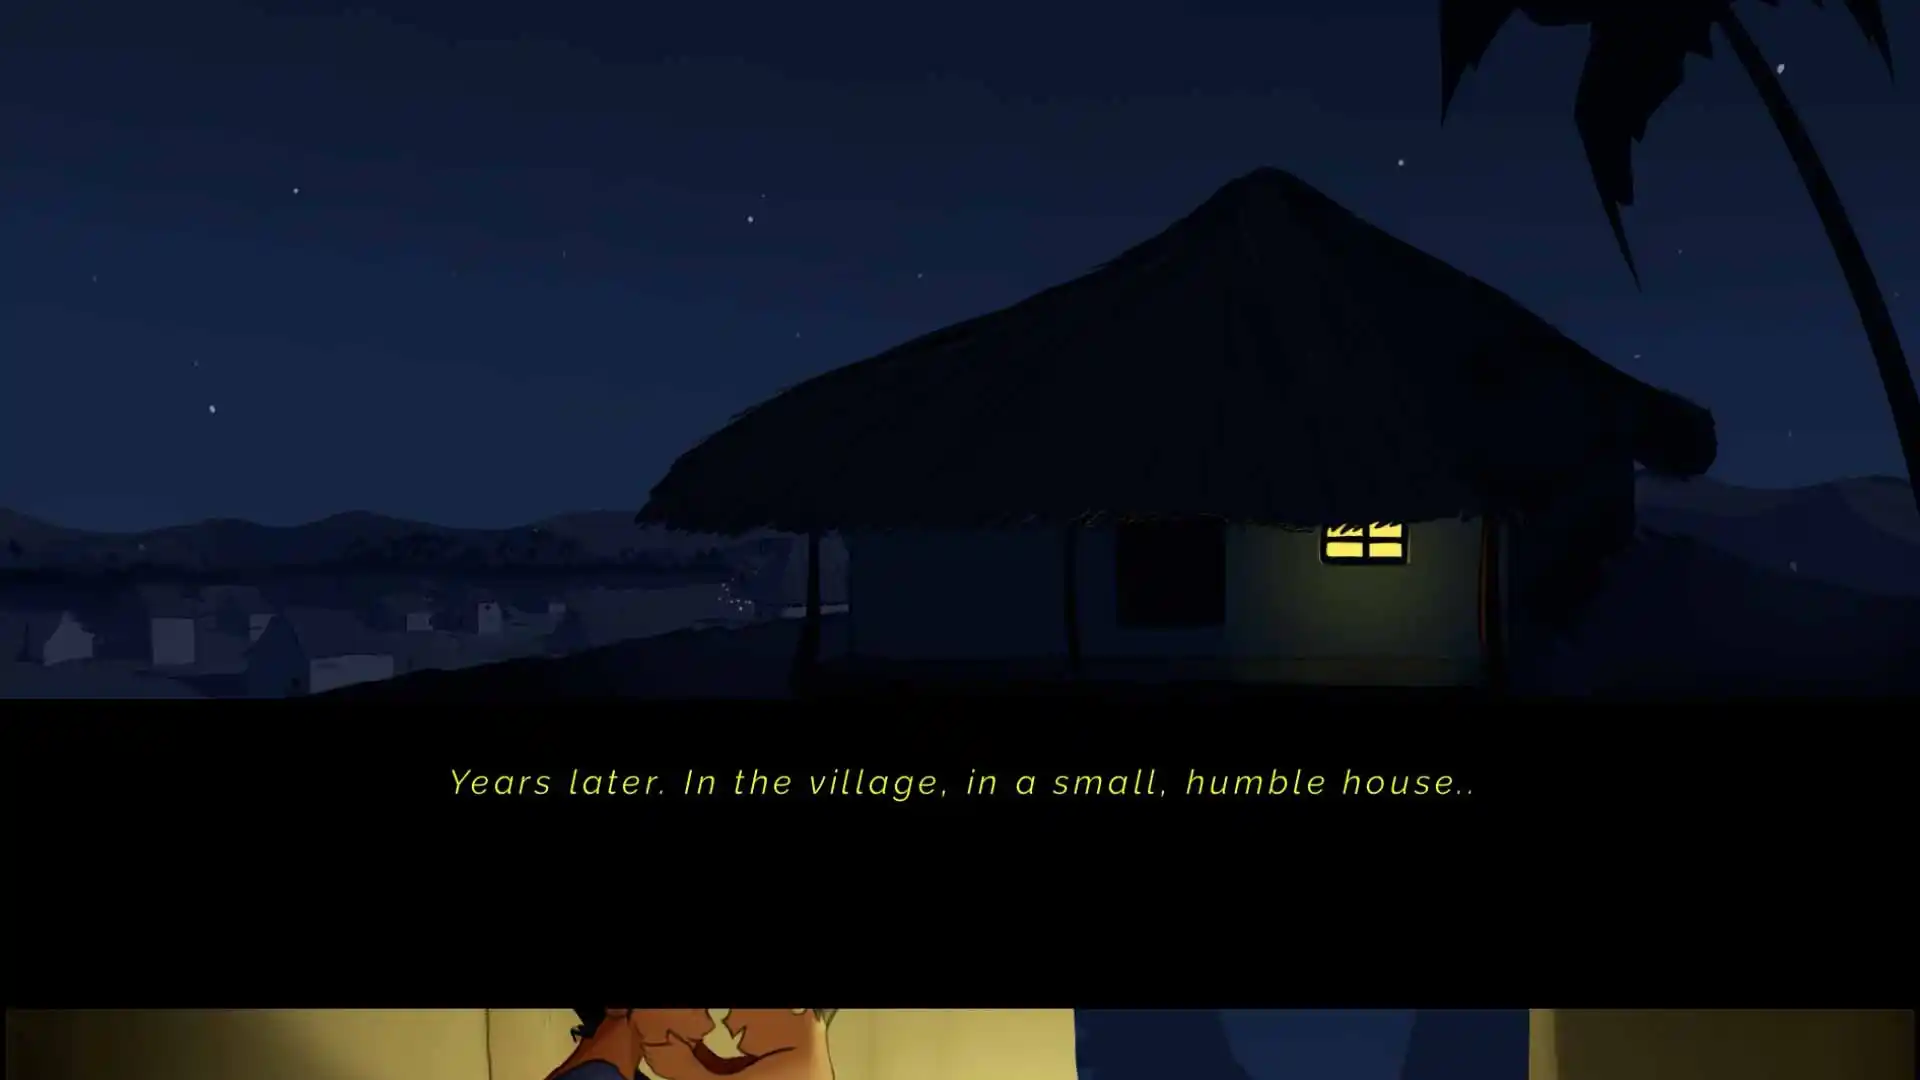 Years later. In the village, in a small, humble house..